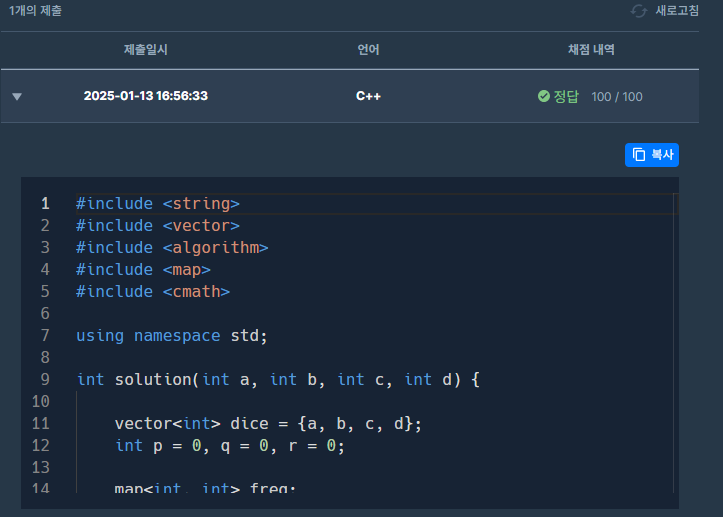 1개의 제출
새로고침
제출일시 언어 채점 내역
2025-01-13 16:56:33 C++ 정답 100 / 100
복사
1 #include <string>
2 #include <vector>
3 #include <algorithm>
4 #include <map>
5 #include <cmath>
6
7 using namespace std;
8
9 int solution(int a, int b, int c, int d) {
10
11 vector<int> dice = {a, b, c, d};
12 int p = 0, q = 0, r = 0;
13
14 map<int, int> freq;